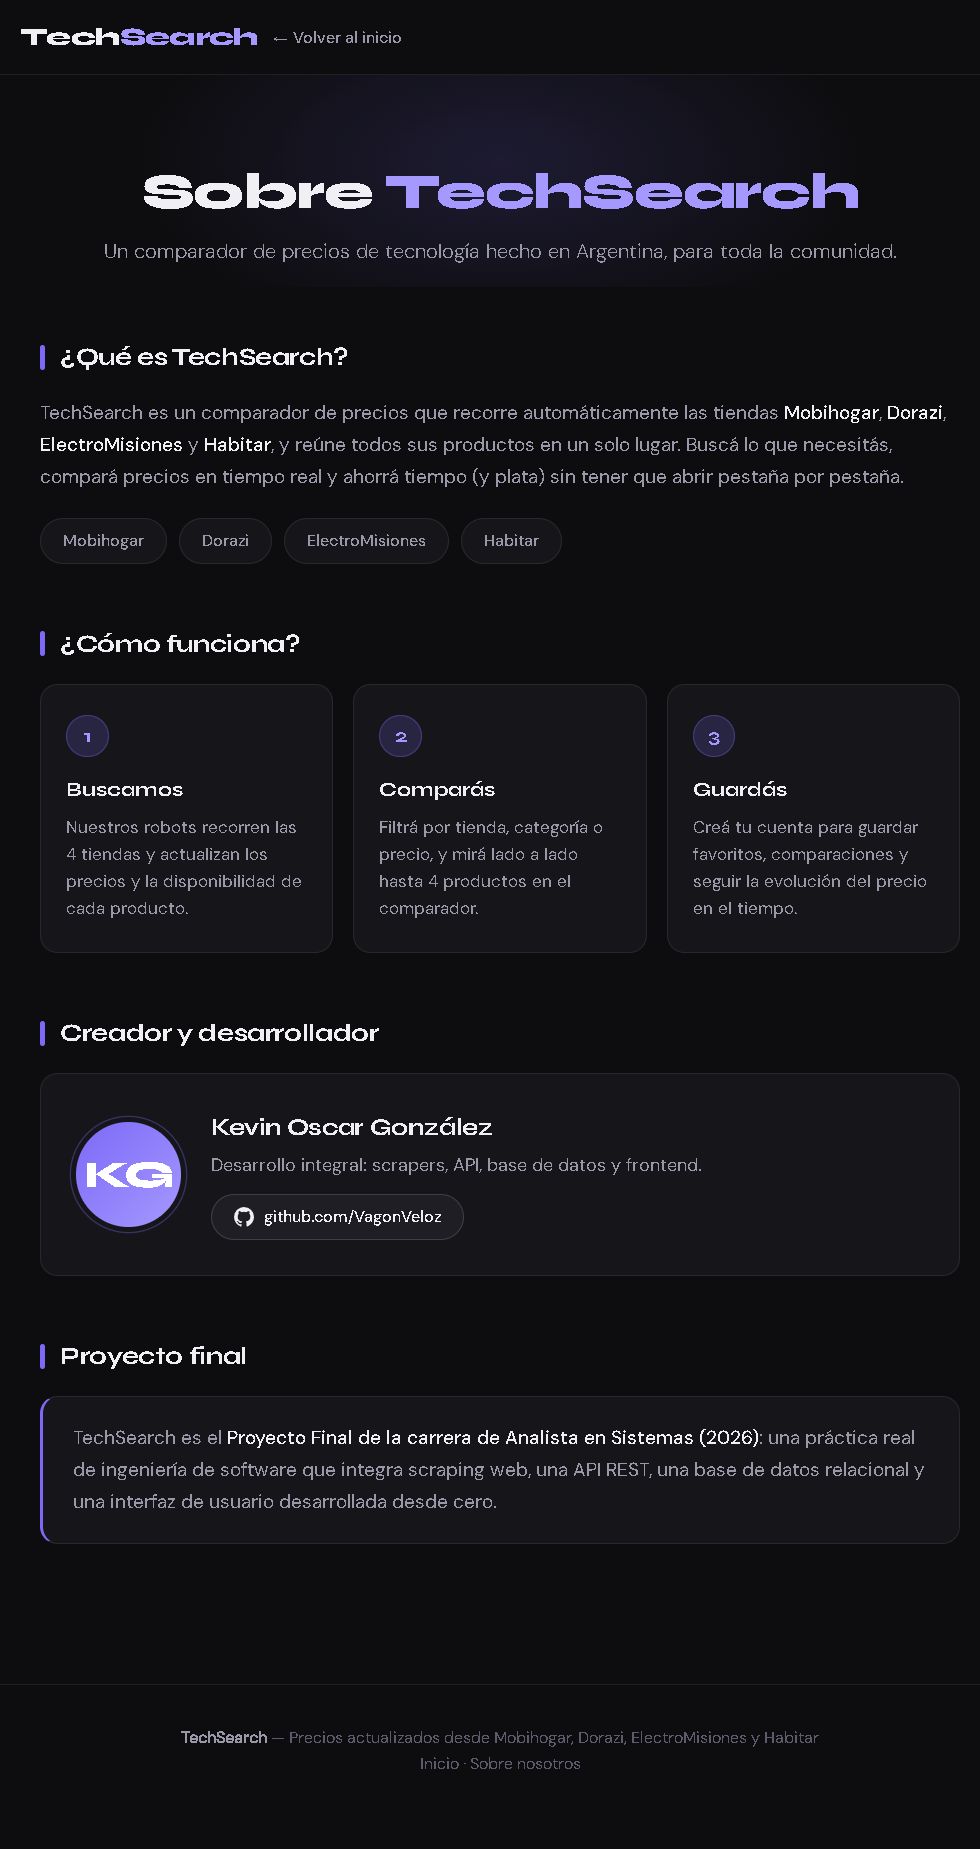 TechSearch ← Volver al inicio
Sobre TechSearch
Un comparador de precios de tecnología hecho en Argentina, para toda la comunidad.
¿Qué es TechSearch?
TechSearch es un comparador de precios que recorre automáticamente las tiendas Mobihogar, Dorazi,
ElectroMisiones y Habitar, y reúne todos sus productos en un solo lugar. Buscá lo que necesitás,
compará precios en tiempo real y ahorrá tiempo (y plata) sin tener que abrir pestaña por pestaña.
Mobihogar Dorazi ElectroMisiones Habitar
¿Cómo funciona?
1
Buscamos
Nuestros robots recorren las
4 tiendas y actualizan los
precios y la disponibilidad de
cada producto.
2
Comparás
Filtrá por tienda, categoría o
precio, y mirá lado a lado
hasta 4 productos en el
comparador.
3
Guardás
Creá tu cuenta para guardar
favoritos, comparaciones y
seguir la evolución del precio
en el tiempo.
Creador y desarrollador
KG
Kevin Oscar González
Desarrollo integral: scrapers, API, base de datos y frontend.
github.com/VagonVeloz
Proyecto final
TechSearch es el Proyecto Final de la carrera de Analista en Sistemas (2026): una práctica real
de ingeniería de software que integra scraping web, una API REST, una base de datos relacional y
una interfaz de usuario desarrollada desde cero.
TechSearch — Precios actualizados desde Mobihogar, Dorazi, ElectroMisiones y Habitar
Inicio · Sobre nosotros